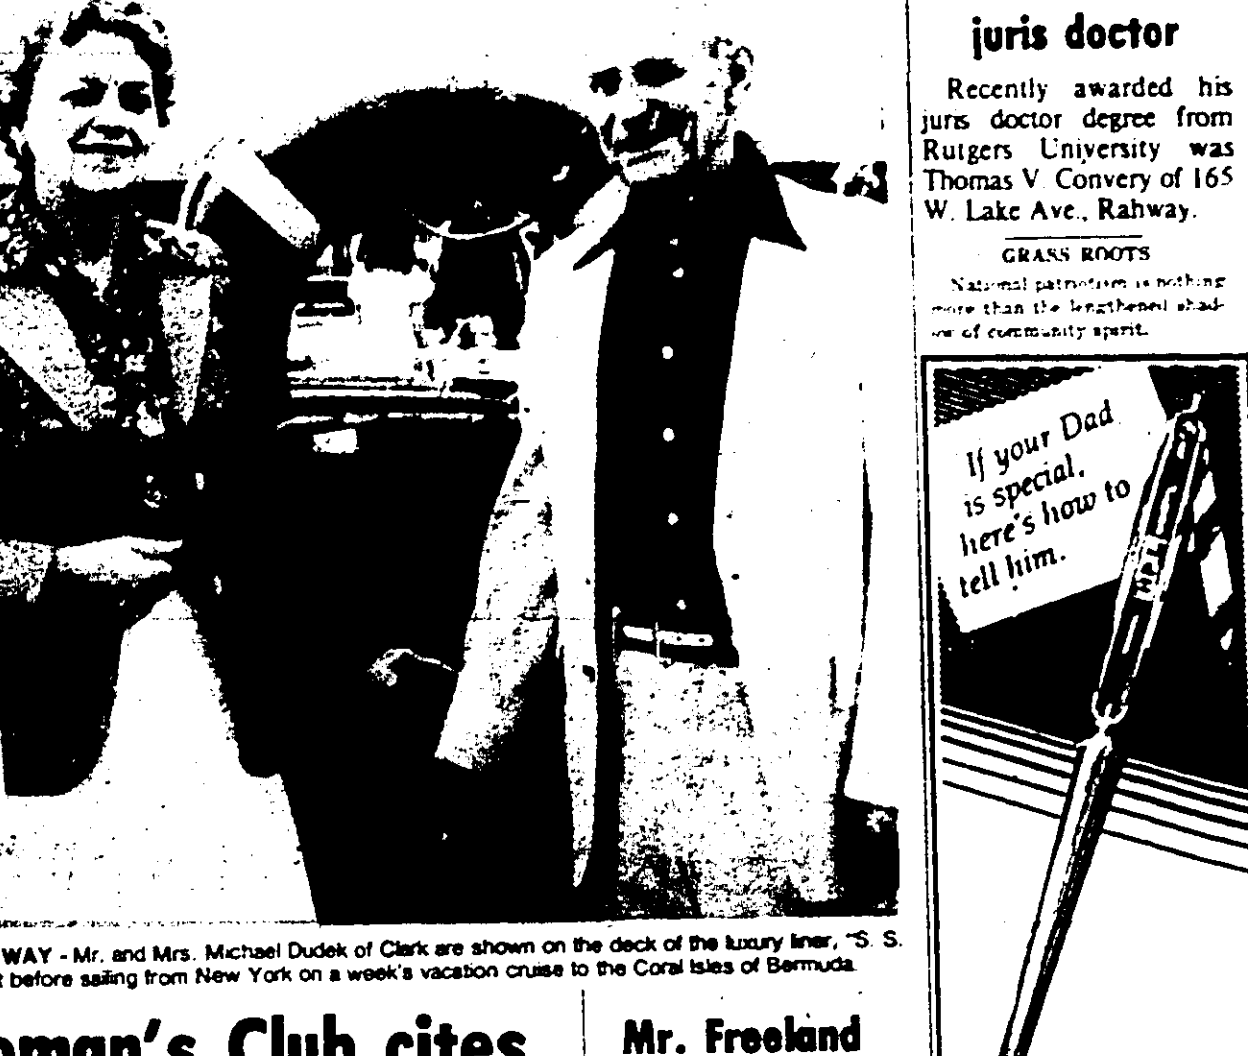 juris doctor
Recently awarded his
juris doctor degree from
Rutgers University was
Thomas V. Convery of 165
W. Lake Ave., Rahway.
GRASS ROOTS
National patriotism is nothing
more than the lengthened shad-
ow of community spirit.
If your Dad
is special,
here's how to
tell him.
WAY - Mr. and Mrs. Michael Dudek of Clark are shown on the deck of the luxury liner, "S. S.
before sailing from New York on a week's vacation cruise to the Coral Isles of Bermuda.
oman's Club cites
Mr. Freeland